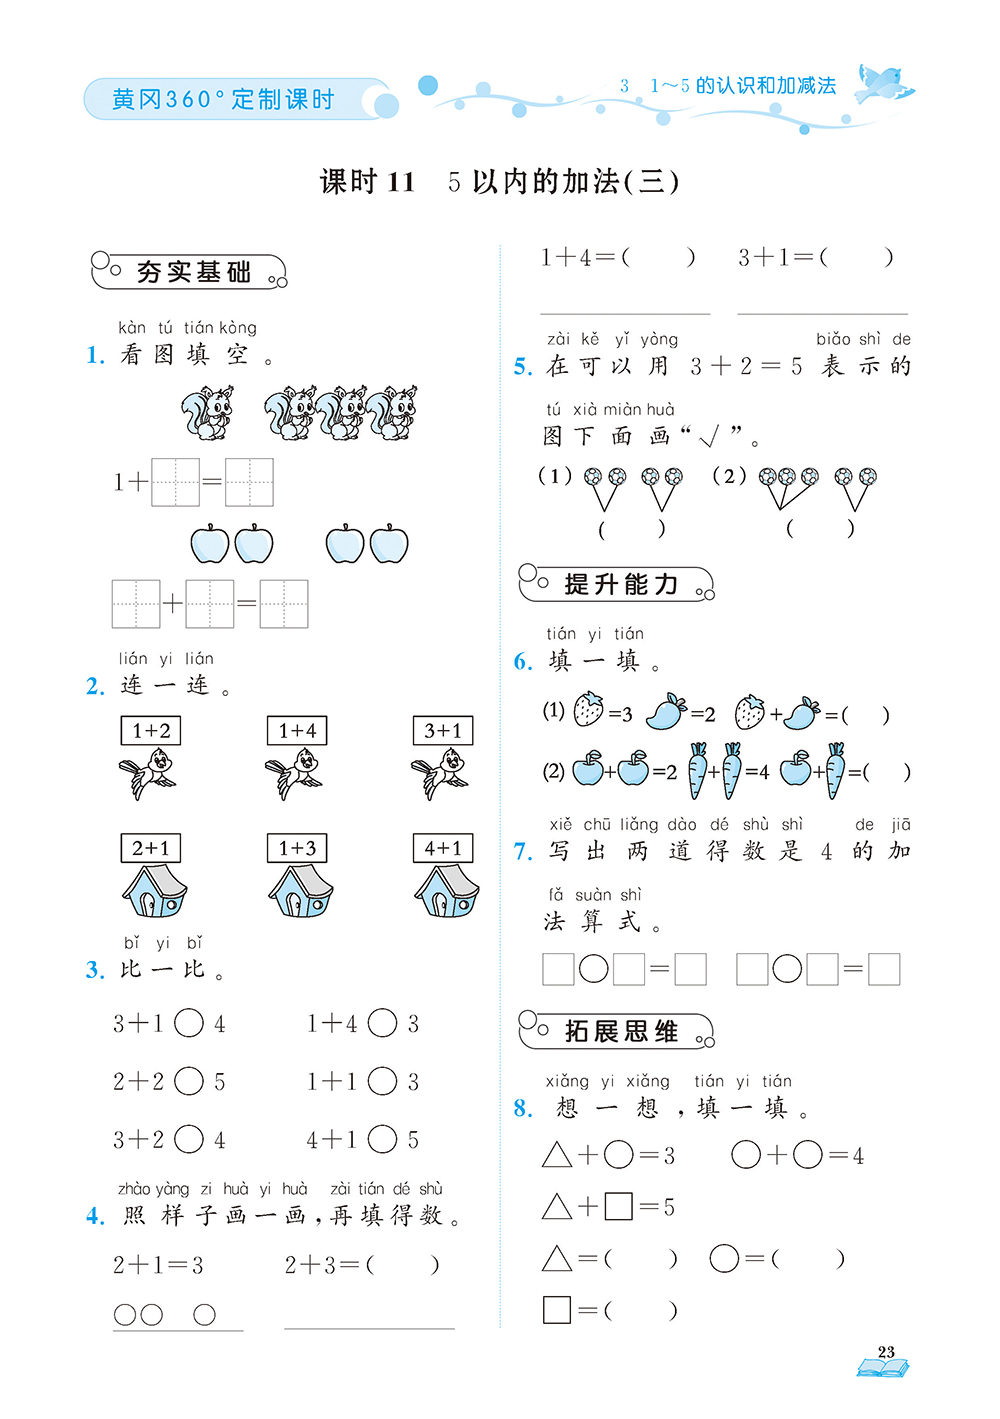 黄冈360°定制课时
3 1～5的认识和加减法
课时11 5以内的加法(三)
夯实基础
kàn tú tián kòng
1. 看图填空。
1+ =
+ =
lián yi lián
2. 连一连。
1+2 1+4 3+1
2+1 1+3 4+1
bǐ yi bǐ
3. 比一比。
3+1○4 1+4○3
2+2○5 1+1○3
3+2○4 4+1○5
zhào yàng zi huà yi huà zài tián dé shù
4. 照样子画一画,再填得数。
2+1=3 2+3=( )
○○ ○
1+4=( ) 3+1=( )
zài kě yǐ yòng biǎo shì de
5. 在可以用 3+2=5 表示的
tú xià miàn huà
图下面画“√”。
(1) (2)
( ) ( )
提升能力
tián yi tián
6. 填一填。
(1) =3 =2 + =( )
(2) + =2 + =4 + =( )
xiě chū liǎng dào dé shù shì de jiā
7. 写出两道得数是4的加
fǎ suàn shì
法算式。
□○□=□ □○□=□
拓展思维
xiǎng yi xiǎng tián yi tián
8. 想一想,填一填。
△+○=3 ○+○=4
△+□=5
△=( ) ○=( )
□=( )
23